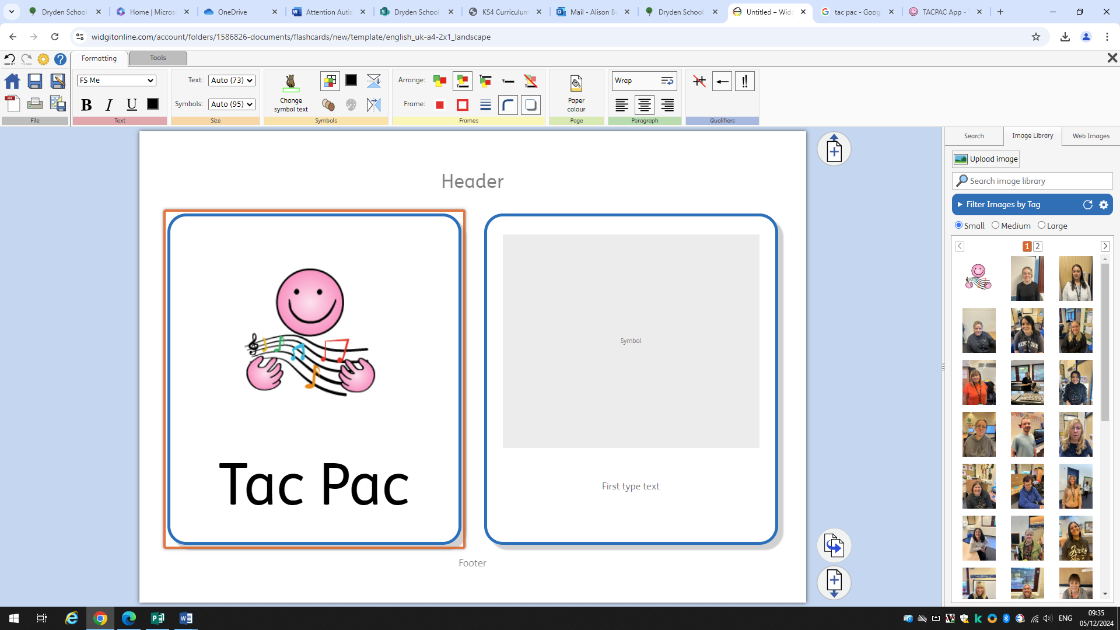 Dryden School
Home | Micros
OneDrive
Attention Auti
Dryden School
KS4 Curriculum
Mail - Alison B
Dryden School
Untitled – Wid
tac pac - Goog
TACPAC App -
widgitonline.com/account/folders/1586826-documents/flashcards/new/template/english_uk-a4-2x1_landscape
Formatting
Tools
FS Me
Text:
Auto (73)
Symbols:
Auto (95)
B I U
Change symbol text
Arrange:
Frame:
Paper colour
Wrap
File
Text
Size
Symbols
Frames
Page
Paragraph
Qualifiers
Header
Tac Pac
Symbol
First type text
Footer
Search
Image Library
Web Images
Upload image
Search image library
Filter Images by Tag
Small
Medium
Large
1 2
ENG
09:35
05/12/2024